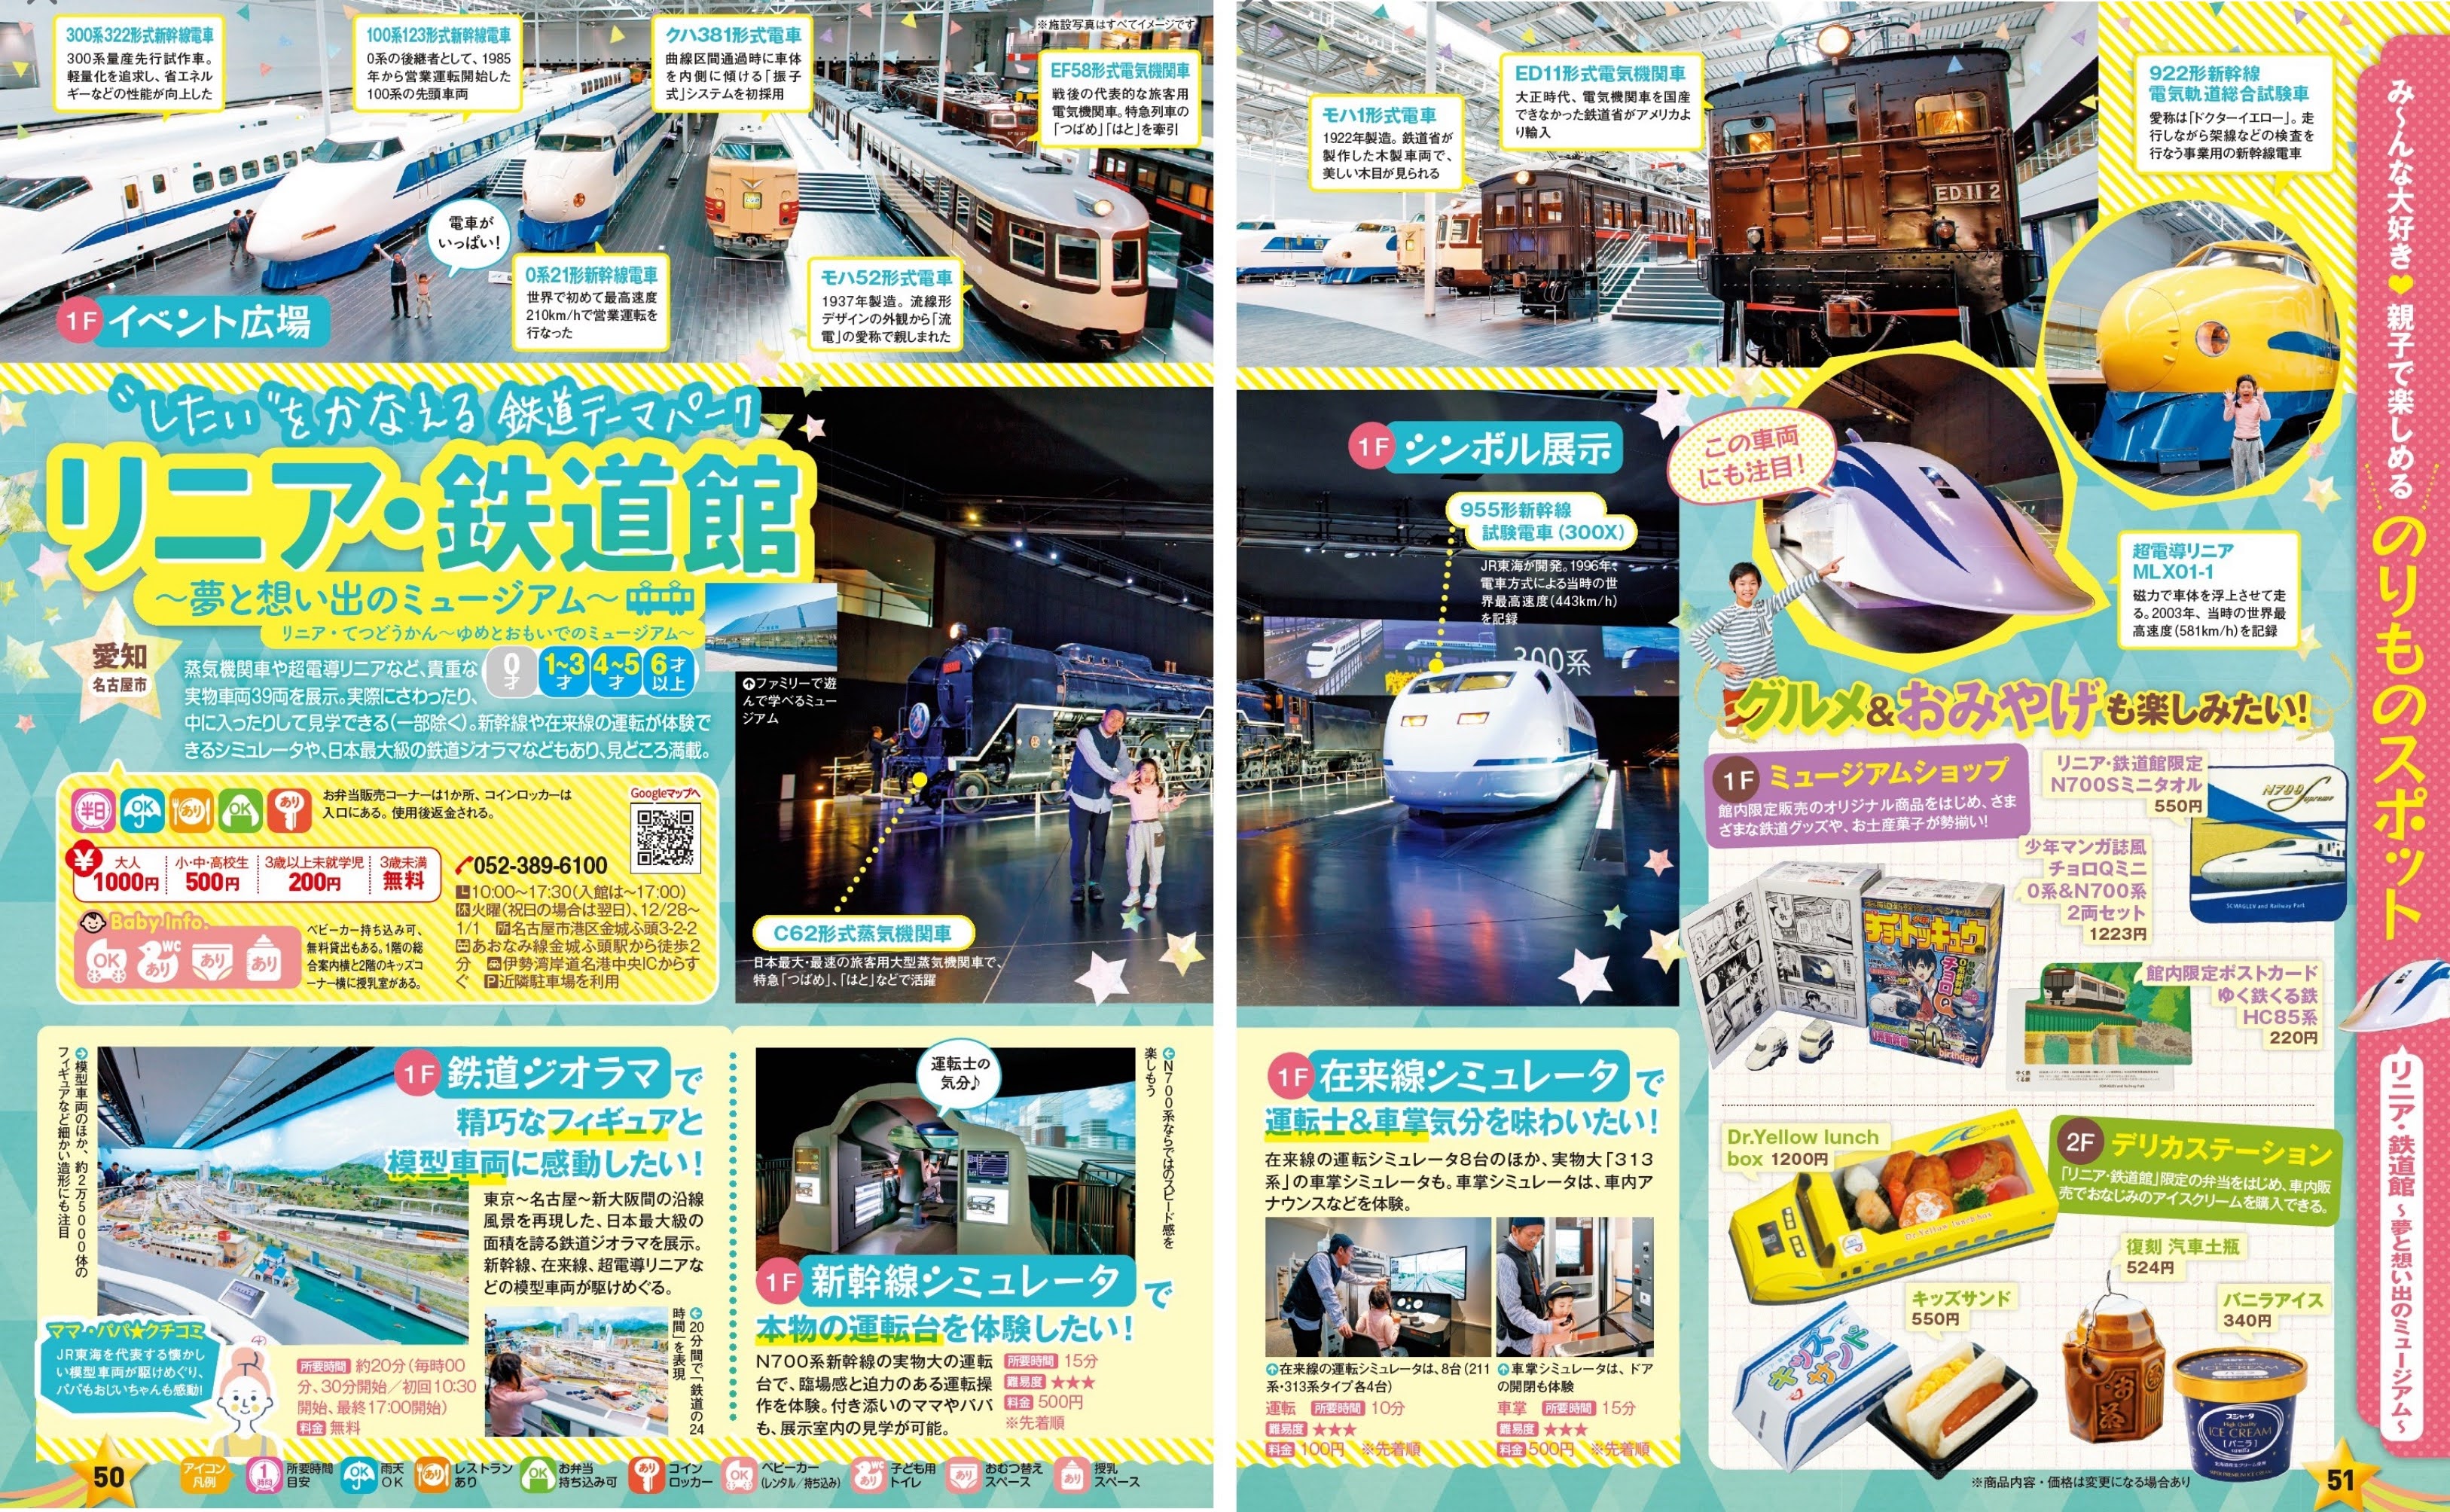 300系322形式新幹線電車
300系量産先行試作車。
軽量化を追求し、省エネル
ギーなどの性能が向上した
100系123形式新幹線電車
0系の後継者として、1985
年から営業運転開始した
100系の先頭車両
クハ381形式電車
曲線区間通過時に車体
を内側に傾ける「振子
式」システムを初採用
※施設写真はすべてイメージです
EF58形式電気機関車
戦後の代表的な旅客用
電気機関車。特急列車の
「つばめ」「はと」を牽引
電車が
いっぱい!
0系21形新幹線電車
世界で初めて最高速度
210km/hで営業運転を
行なった
モハ52形式電車
1937年製造。流線形
デザインの外観から「流
電」の愛称で親しまれた
1F イベント広場
モハ1形式電車
1922年製造。鉄道省が
製作した木製車両で、
美しい木目が見られる
ED11形式電気機関車
大正時代、電気機関車を国産
できなかった鉄道省がアメリカよ
り輸入
ED11 2
922形新幹線
電気軌道総合試験車
愛称は「ドクターイエロー」。走
行しながら架線などの検査を
行なう事業用の新幹線電車
み〜んな大好き♥親子で楽しめる のりものスポット
リニア・鉄道館 〜夢と想い出のミュージアム〜
"したい"をかなえる 鉄道テーマパーク
リニア・鉄道館
〜夢と想い出のミュージアム〜
リニア・てつどうかん〜ゆめとおもいでのミュージアム〜
愛知
名古屋市
0才 1~3才 4~5才 6才以上
蒸気機関車や超電導リニアなど、貴重な
実物車両39両を展示。実際にさわったり、
中に入ったりして見学できる(一部除く)。新幹線や在来線の運転が体験で
きるシミュレータや、日本最大級の鉄道ジオラマなどもあり、見どころ満載。
ファミリーで遊
んで学べるミュー
ジアム
半日 OK あり OK あり
お弁当販売コーナーは1か所、コインロッカーは
入口にある。使用後返金される。
Googleマップへ
¥ 大人 1000円 小・中・高校生 500円 3歳以上未就学児 200円 3歳未満 無料
052-389-6100
10:00〜17:30(入館は〜17:00)
休火曜(祝日の場合は翌日)、12/28〜
1/1 所名古屋市港区金城ふ頭3-2-2
あおなみ線金城ふ頭駅から徒歩2
分 伊勢湾岸道名港中央ICからす
ぐ P近隣駐車場を利用
Baby Info.
OK WC あり あり あり
ベビーカー持ち込み可、
無料貸出もある。1階の総
合案内横と2階のキッズコ
ーナー横に授乳室がある。
C62形式蒸気機関車
日本最大・最速の旅客用大型蒸気機関車で、
特急「つばめ」、「はと」などで活躍
1F シンボル展示
955形新幹線
試験電車(300X)
JR東海が開発。1996年、
電車方式による当時の世
界最高速度(443km/h)
を記録
300系
この車両
にも注目!
超電導リニア
MLX01-1
磁力で車体を浮上させて走
る。2003年、当時の世界最
高速度(581km/h)を記録
グルメ&おみやげも楽しみたい!
1F ミュージアムショップ
館内限定販売のオリジナル商品をはじめ、さま
ざまな鉄道グッズや、お土産菓子が勢揃い!
リニア・鉄道館限定
N700Sミニタオル
550円
N700S Supreme
SCMAGLEV and Railway Park
少年マンガ誌風
チョロQミニ
0系&N700系
2両セット
1223円
チョートッキュウ
チョロQ
50th
birthday!
館内限定ポストカード
ゆく鉄くる鉄
HC85系
220円
Dr.Yellow lunch
box 1200円
Dr.Yellow lunch box
2F デリカステーション
「リニア・鉄道館」限定の弁当をはじめ、車内販
売でおなじみのアイスクリームを購入できる。
復刻 汽車土瓶
524円
お茶
キッズサンド
550円
キッズサンド
バニラアイス
340円
スジャータ
High Quality
ICE CREAM
[バニラ]
※商品内容・価格は変更になる場合あり
模型車両のほか、約2万5000体の
フィギュアなど細かい造形にも注目
1F 鉄道ジオラマで
精巧なフィギュアと
模型車両に感動したい!
東京〜名古屋〜新大阪間の沿線
風景を再現した、日本最大級の
面積を誇る鉄道ジオラマを展示。
新幹線、在来線、超電導リニアな
どの模型車両が駆けめぐる。
20分間で「鉄道の24
時間」を表現
ママ・パパ★クチコミ
JR東海を代表する懐かし
い模型車両が駆けめぐり、
パパもおじいちゃんも感動!
所要時間 約20分(毎時00
分、30分開始/初回10:30
開始、最終17:00開始)
料金 無料
運転士の
気分♪
N700系ならではのスピード感を
楽しもう
1F 新幹線シミュレータで
本物の運転台を体験したい!
N700系新幹線の実物大の運転
台で、臨場感と迫力のある運転操
作を体験。付き添いのママやパパ
も、展示室内の見学が可能。
所要時間 15分
難易度 ★★★
料金 500円
※先着順
1F 在来線シミュレータで
運転士&車掌気分を味わいたい!
在来線の運転シミュレータ8台のほか、実物大「313
系」の車掌シミュレータも。車掌シミュレータは、車内ア
ナウンスなどを体験。
在来線の運転シミュレータは、8台(211
系・313系タイプ各4台)
運転 所要時間 10分
難易度 ★★★
料金 100円 ※先着順
車掌シミュレータは、ドア
の開閉も体験
車掌 所要時間 15分
難易度 ★★★
料金 500円 ※先着順
50
アイコン凡例
1時間 所要時間目安
OK 雨天OK
あり レストランあり
OK お弁当持ち込み可
あり コインロッカー
OK ベビーカー(レンタル/持ち込み)
WC あり 子ども用トイレ
あり おむつ替えスペース
あり 授乳スペース
51